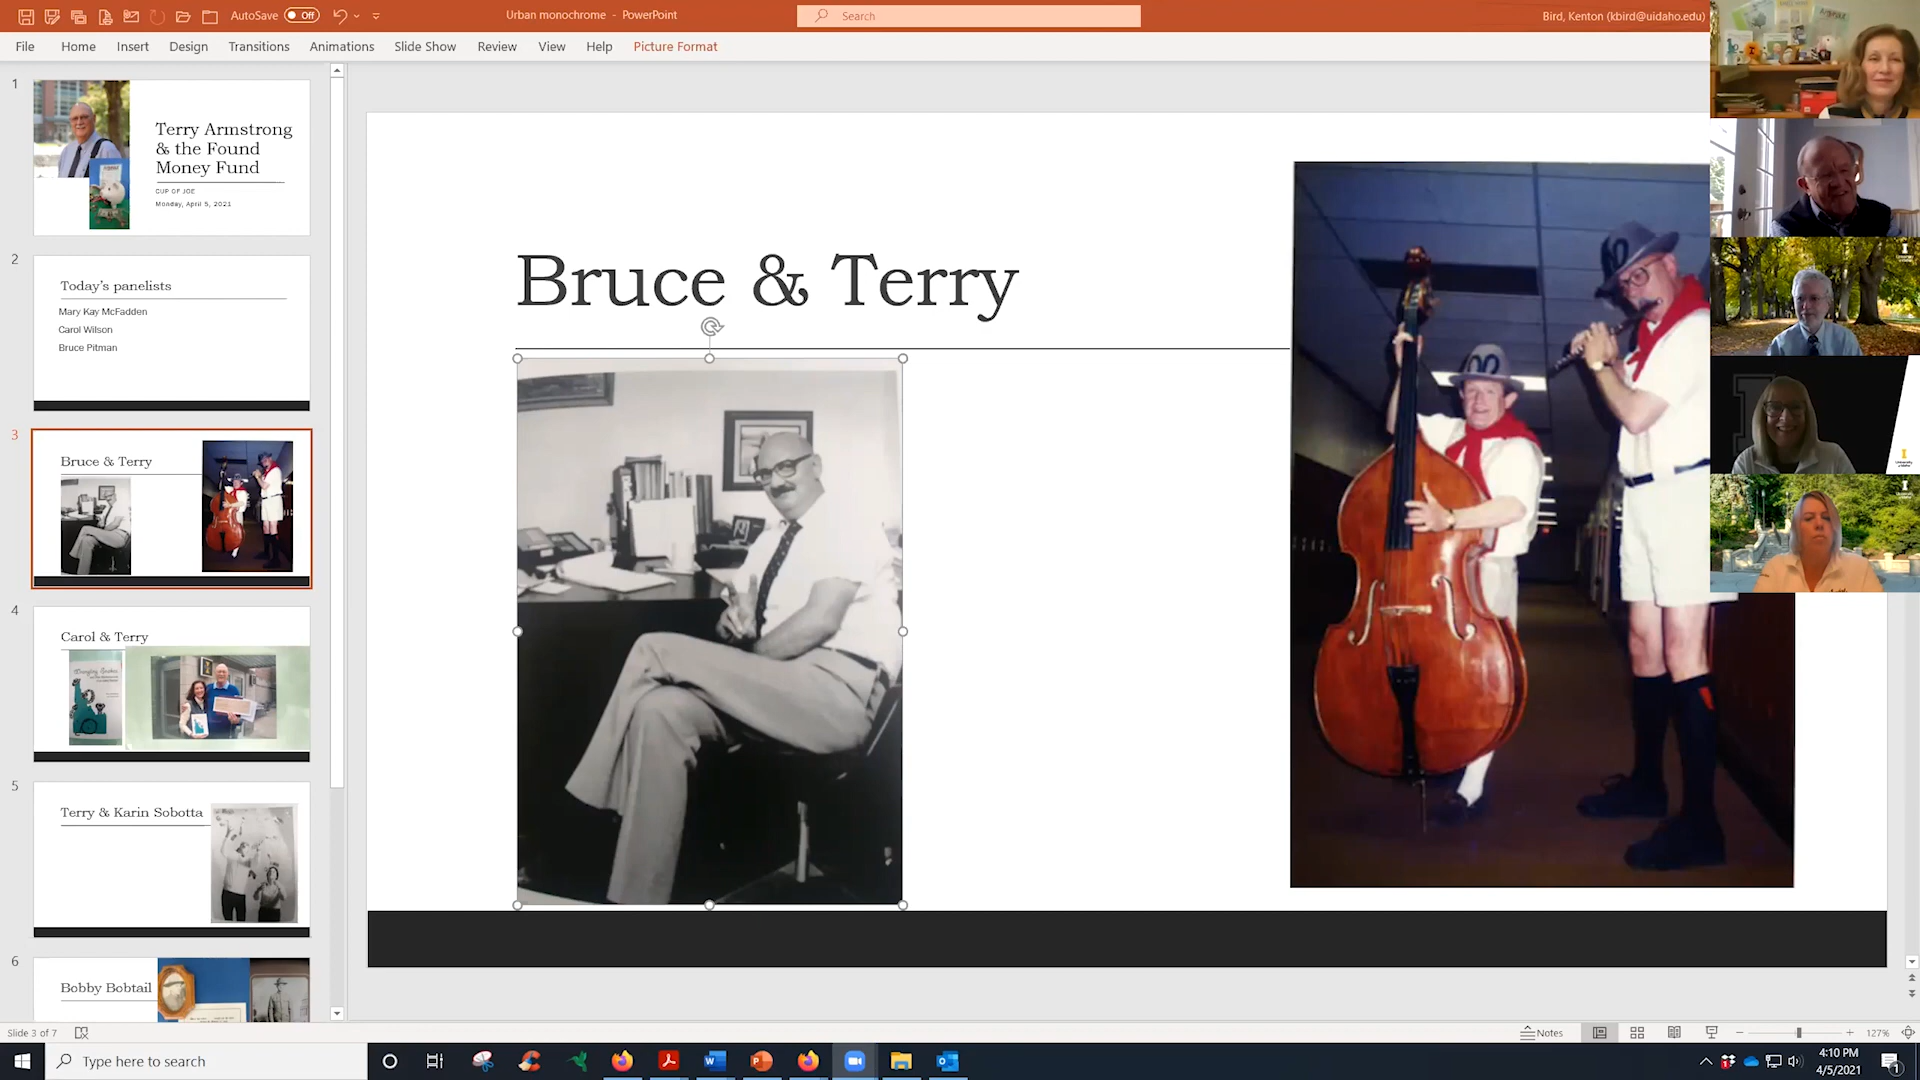 AutoSave Off
Urban monochrome - PowerPoint
Search
Bird, Kenton (kbird@uidaho.edu)
File Home Insert Design Transitions Animations Slide Show Review View Help Picture Format
1
Terry Armstrong
& the Found
Money Fund
CUP OF JOE
Monday, April 5, 2021
2
Today's panelists
Mary Kay McFadden
Carol Wilson
Bruce Pitman
3
Bruce & Terry
4
Carol & Terry
5
Terry & Karin Sobotta
6
Bobby Bobtail
Bruce & Terry
Slide 3 of 7
Notes
127%
Type here to search
4:10 PM
4/5/2021
1